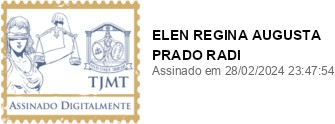 TJMT
ASSINADO DIGITALMENTE
ELEN REGINA AUGUSTA
PRADO RADI
Assinado em 28/02/2024 23:47:54